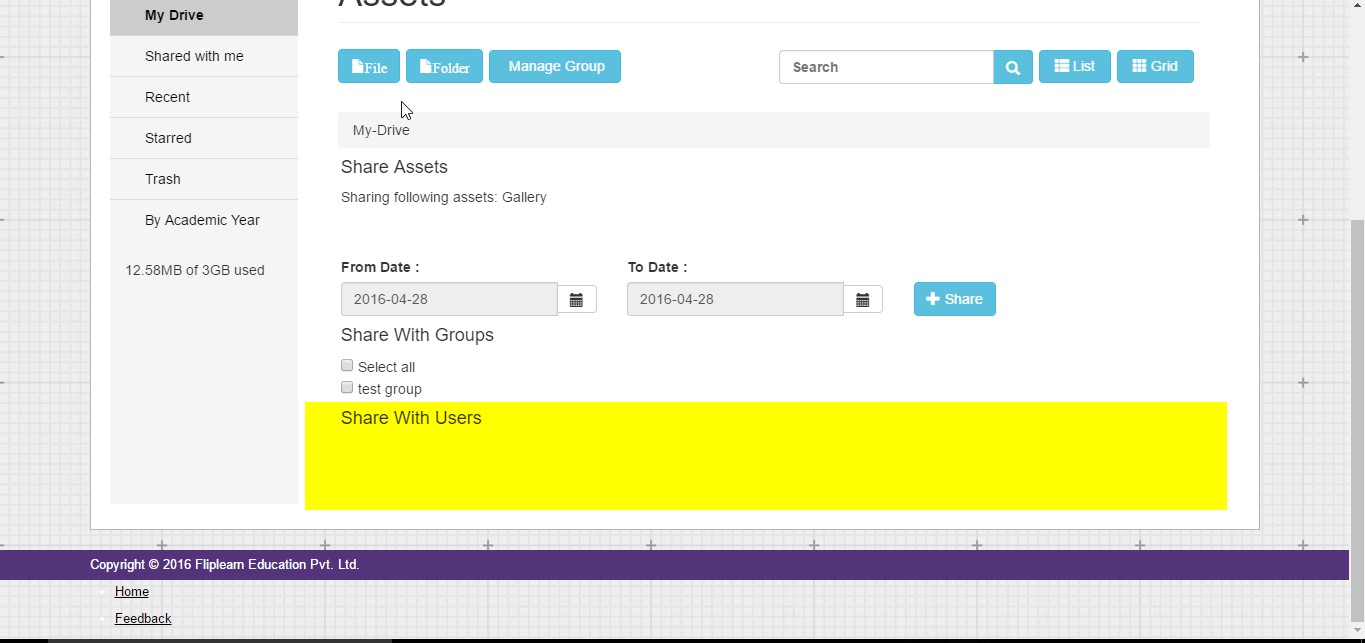 Assets
My Drive
Shared with me
Recent
Starred
Trash
By Academic Year
12.58MB of 3GB used
File Folder Manage Group Search List Grid
My-Drive
Share Assets
Sharing following assets: Gallery
From Date : To Date :
2016-04-28 2016-04-28 Share
Share With Groups
Select all
test group
Share With Users
Copyright © 2016 Fliplearn Education Pvt. Ltd.
Home
Feedback